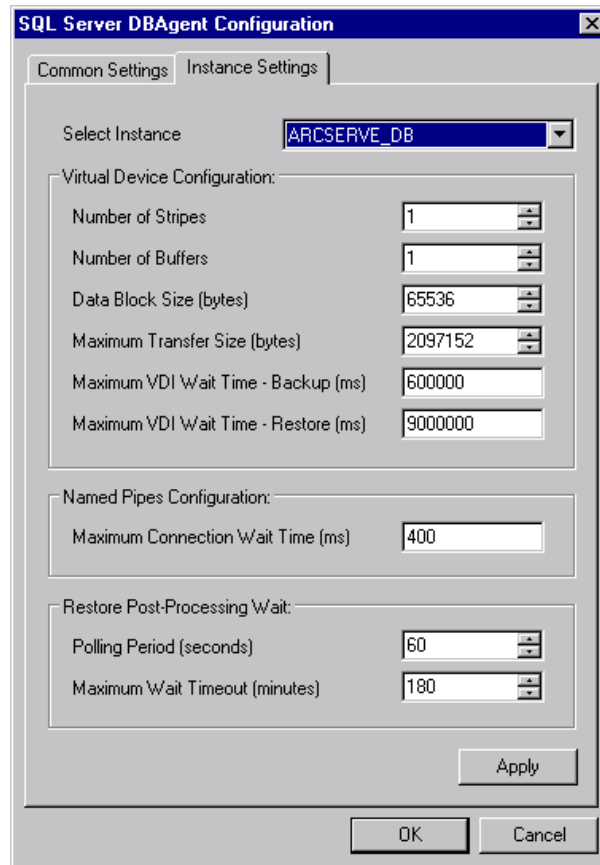 SQL Server DBAgent Configuration
Common Settings Instance Settings
Select Instance ARCSERVE_DB
Virtual Device Configuration:
Number of Stripes 1
Number of Buffers 1
Data Block Size (bytes) 65536
Maximum Transfer Size (bytes) 2097152
Maximum VDI Wait Time - Backup (ms) 600000
Maximum VDI Wait Time - Restore (ms) 9000000
Named Pipes Configuration:
Maximum Connection Wait Time (ms) 400
Restore Post-Processing Wait:
Polling Period (seconds) 60
Maximum Wait Timeout (minutes) 180
Apply
OK Cancel